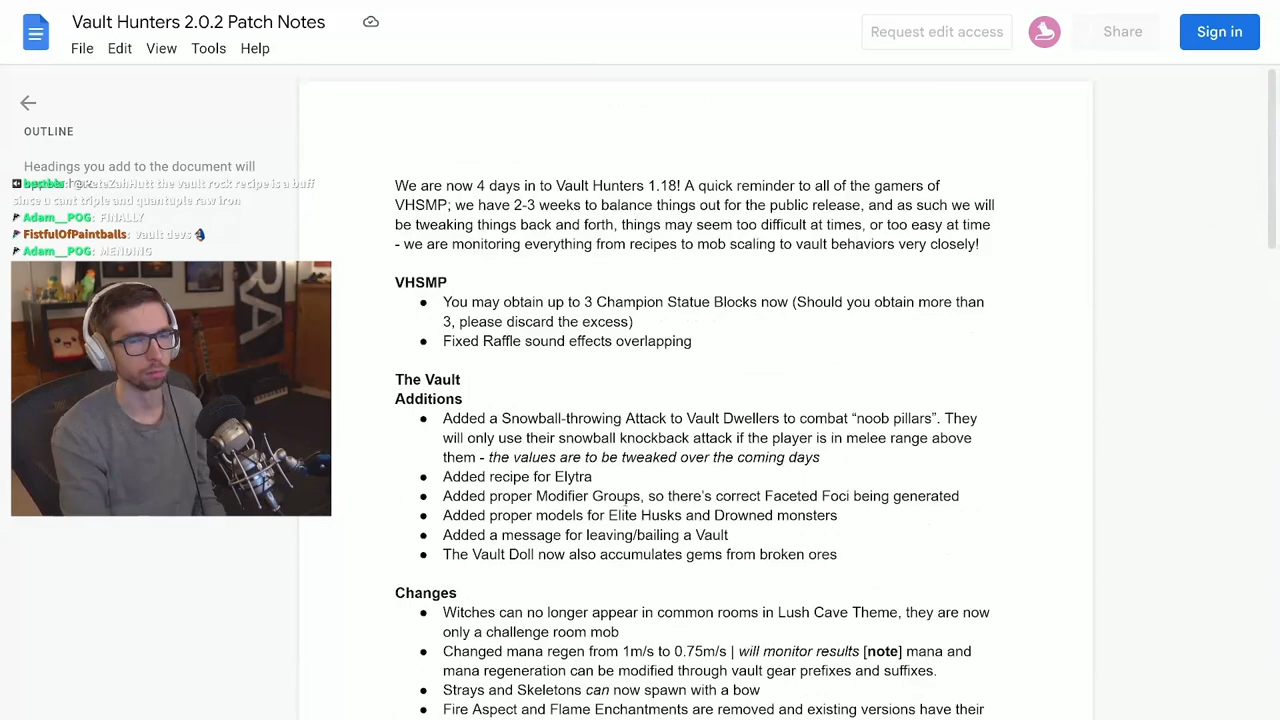 Vault Hunters 2.0.2 Patch Notes
File Edit View Tools Help
Request edit access
Share
Sign in
OUTLINE
Headings you add to the document will
@PeteZahHutt the vault rock recipe is a buff
since u cant triple and quantuple raw iron
Adam__POG: FINALLY
FistfulOfPaintballs: vault devs
Adam__POG: MENDING
We are now 4 days in to Vault Hunters 1.18! A quick reminder to all of the gamers of
VHSMP; we have 2-3 weeks to balance things out for the public release, and as such we will
be tweaking things back and forth, things may seem too difficult at times, or too easy at time
- we are monitoring everything from recipes to mob scaling to vault behaviors very closely!
VHSMP
● You may obtain up to 3 Champion Statue Blocks now (Should you obtain more than
3, please discard the excess)
● Fixed Raffle sound effects overlapping
The Vault
Additions
● Added a Snowball-throwing Attack to Vault Dwellers to combat “noob pillars”. They
will only use their snowball knockback attack if the player is in melee range above
them - the values are to be tweaked over the coming days
● Added recipe for Elytra
● Added proper Modifier Groups, so there’s correct Faceted Foci being generated
● Added proper models for Elite Husks and Drowned monsters
● Added a message for leaving/bailing a Vault
● The Vault Doll now also accumulates gems from broken ores
Changes
● Witches can no longer appear in common rooms in Lush Cave Theme, they are now
only a challenge room mob
● Changed mana regen from 1m/s to 0.75m/s | will monitor results [note] mana and
mana regeneration can be modified through vault gear prefixes and suffixes.
● Strays and Skeletons can now spawn with a bow
● Fire Aspect and Flame Enchantments are removed and existing versions have their